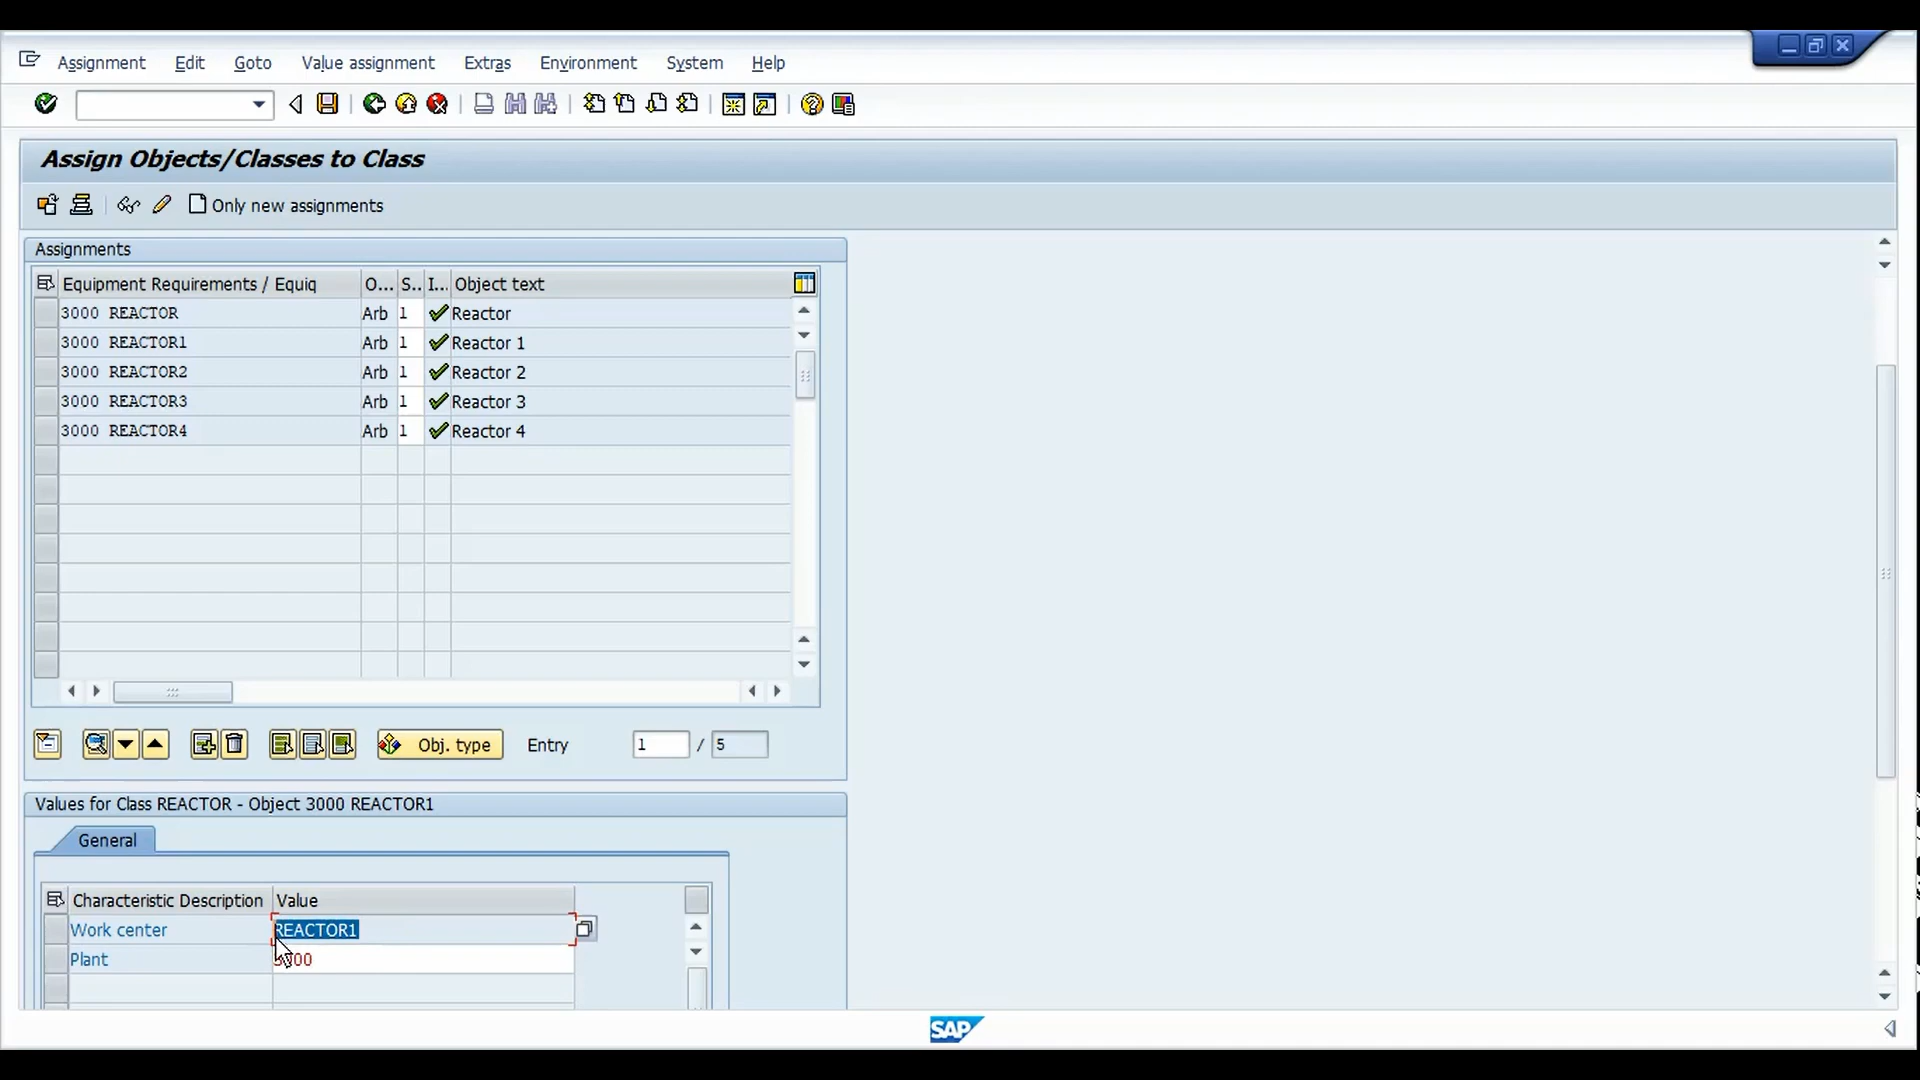 Assignment Edit Goto Value assignment Extras Environment System Help
Assign Objects/Classes to Class
Only new assignments
Assignments
Equipment Requirements / Equiq O... S.. I... Object text
3000 REACTOR Arb 1 Reactor
3000 REACTOR1 Arb 1 Reactor 1
3000 REACTOR2 Arb 1 Reactor 2
3000 REACTOR3 Arb 1 Reactor 3
3000 REACTOR4 Arb 1 Reactor 4
Obj. type Entry 1 / 5
Values for Class REACTOR - Object 3000 REACTOR1
General
Characteristic Description Value
Work center REACTOR1
Plant
SAP